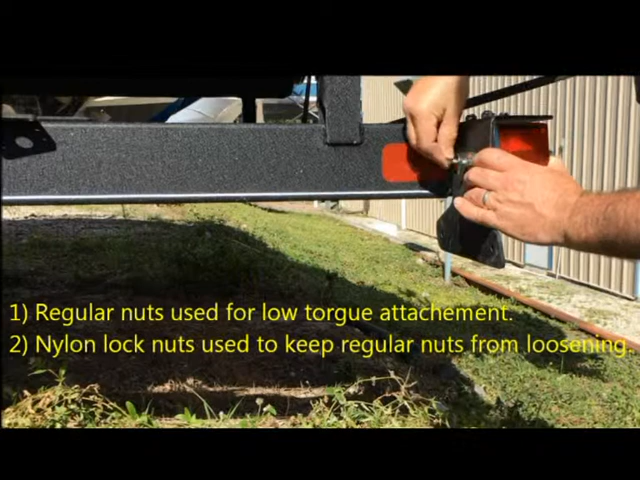 1) Regular nuts used for low torgue attachement.
2) Nylon lock nuts used to keep regular nuts from loosening.